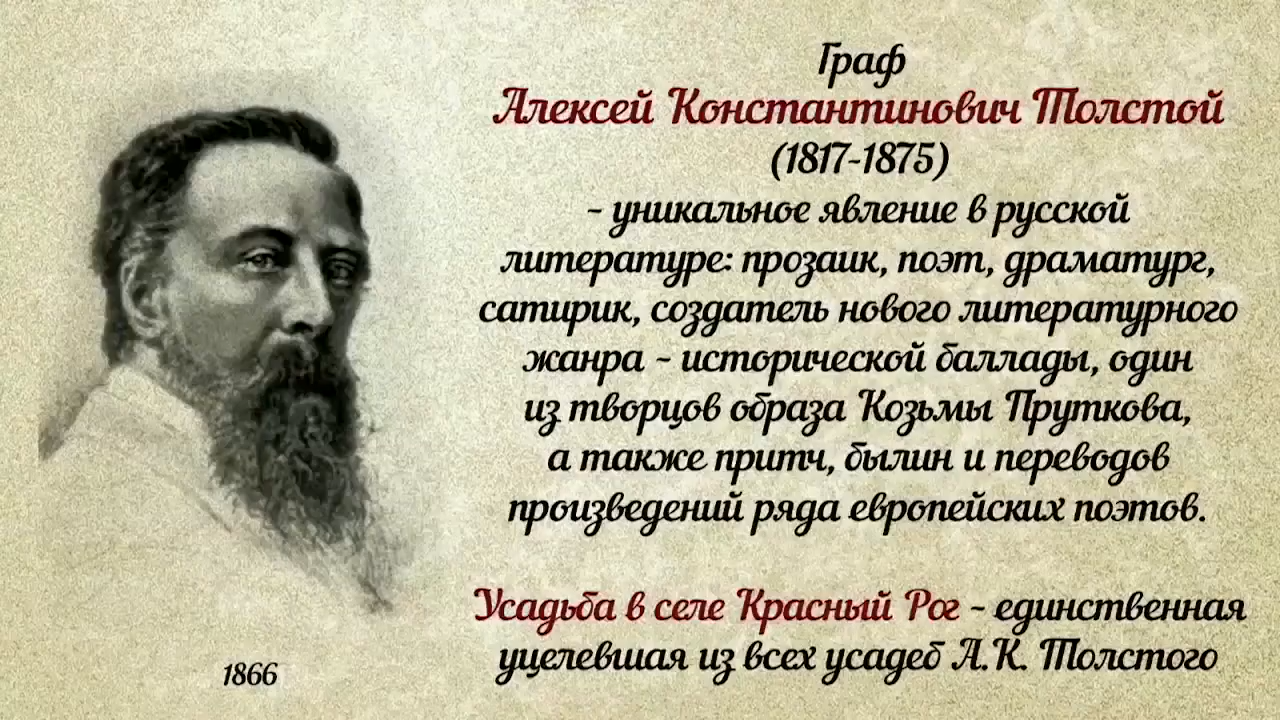 Граф
Алексей Константинович Толстой
(1817-1875)
- уникальное явление в русской
литературе: прозаик, поэт, драматург,
сатирик, создатель нового литературного
жанра - исторической баллады, один
из творцов образа Козьмы Пруткова,
а также притч, былин и переводов
произведений ряда европейских поэтов.
Усадьба в селе Красный Рог - единственная
уцелевшая из всех усадеб А.К. Толстого
1866